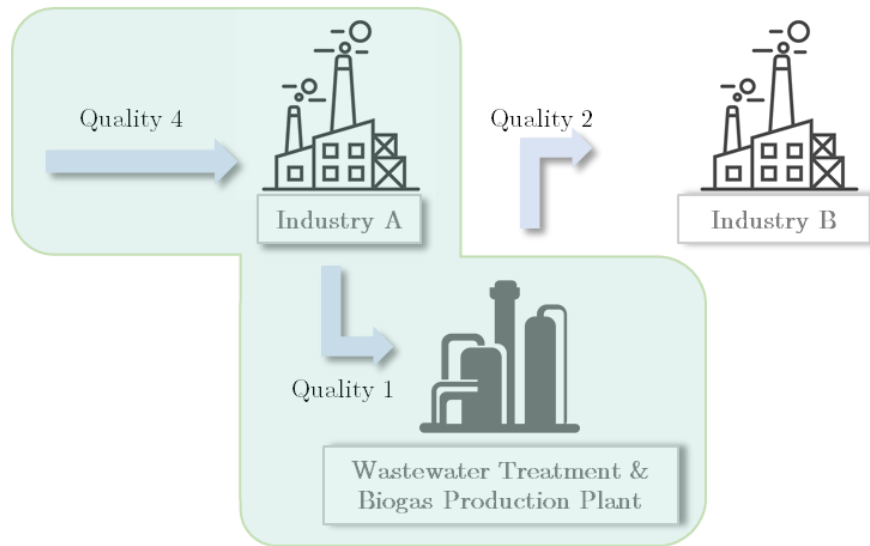 Quality 4
Quality 2
Industry A
Industry B
Quality 1
Wastewater Treatment &
Biogas Production Plant